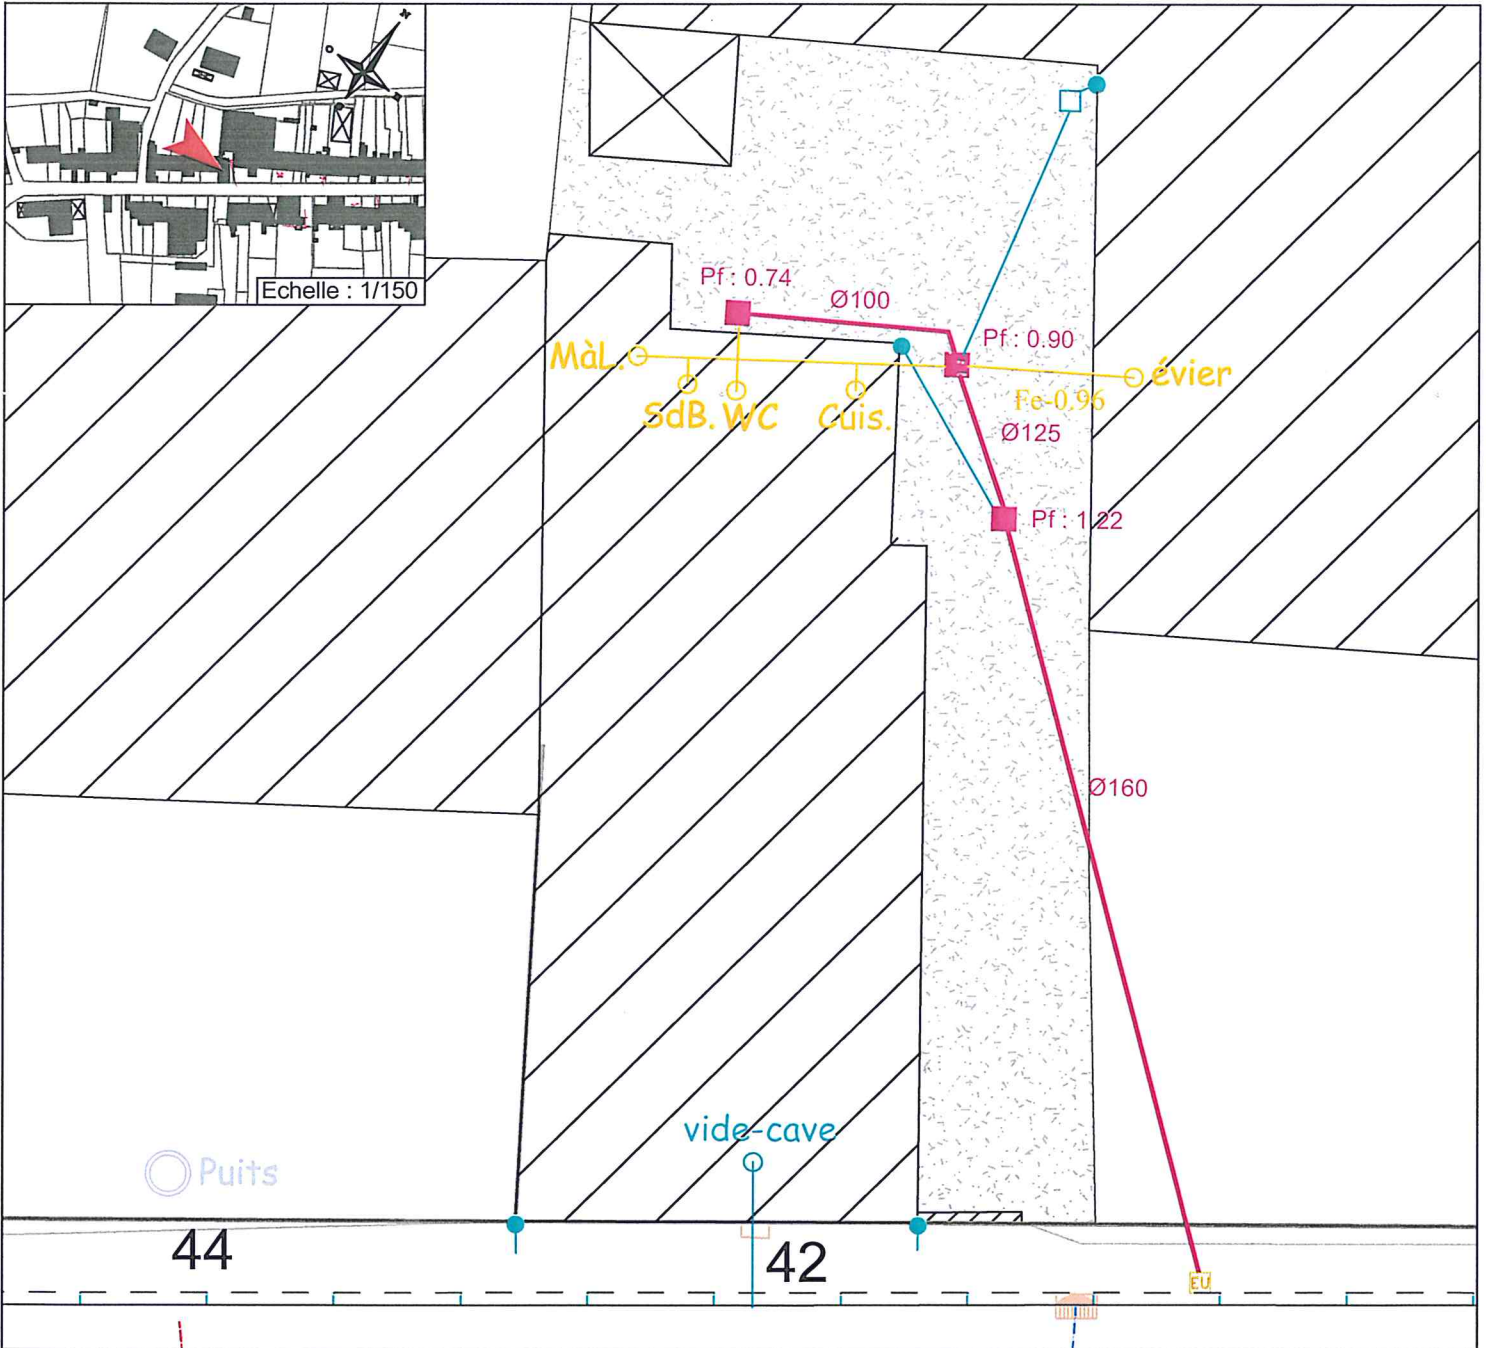 Echelle : 1/150
Pf : 0.74
Ø100
Pf : 0.90
MàL.
évier
Fe-0.96
SdB. WC Cuis.
Ø125
Pf : 1.22
Ø160
vide-cave
Puits
44
42
EU